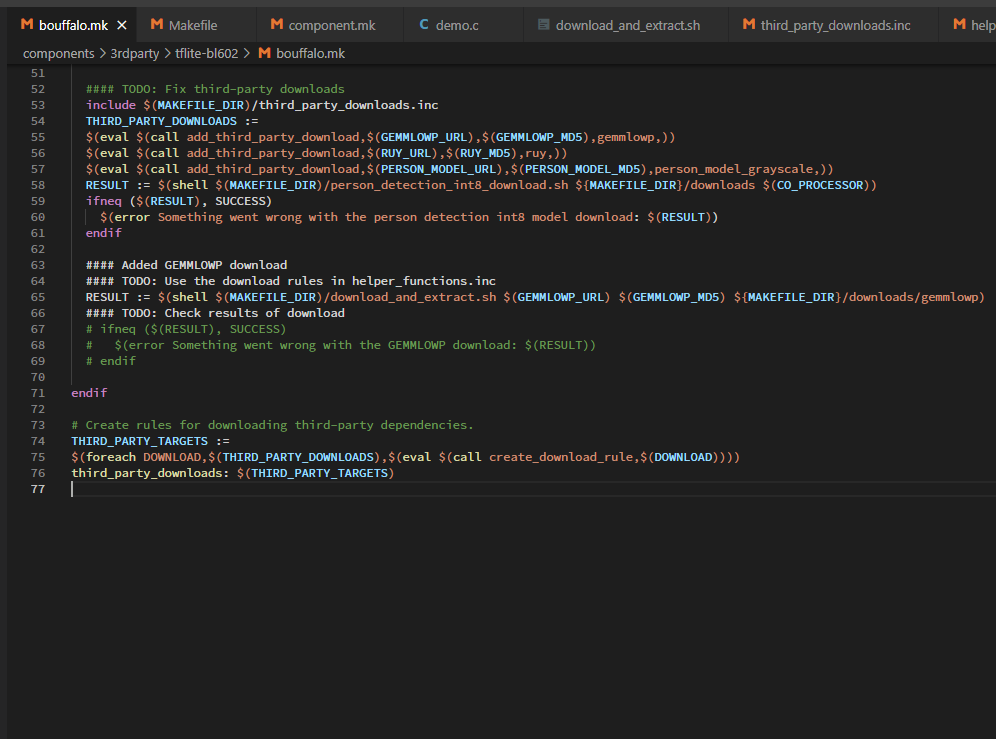 M bouffalo.mk ✕ M Makefile M component.mk C demo.c download_and_extract.sh M third_party_downloads.inc M help
components > 3rdparty > tflite-bl602 > M bouffalo.mk
51
52 #### TODO: Fix third-party downloads
53 include $(MAKEFILE_DIR)/third_party_downloads.inc
54 THIRD_PARTY_DOWNLOADS :=
55 $(eval $(call add_third_party_download,$(GEMMLOWP_URL),$(GEMMLOWP_MD5),gemmlowp,))
56 $(eval $(call add_third_party_download,$(RUY_URL),$(RUY_MD5),ruy,))
57 $(eval $(call add_third_party_download,$(PERSON_MODEL_URL),$(PERSON_MODEL_MD5),person_model_grayscale,))
58 RESULT := $(shell $(MAKEFILE_DIR)/person_detection_int8_download.sh ${MAKEFILE_DIR}/downloads $(CO_PROCESSOR))
59 ifneq ($(RESULT), SUCCESS)
60 $(error Something went wrong with the person detection int8 model download: $(RESULT))
61 endif
62
63 #### Added GEMMLOWP download
64 #### TODO: Use the download rules in helper_functions.inc
65 RESULT := $(shell $(MAKEFILE_DIR)/download_and_extract.sh $(GEMMLOWP_URL) $(GEMMLOWP_MD5) ${MAKEFILE_DIR}/downloads/gemmlowp)
66 #### TODO: Check results of download
67 # ifneq ($(RESULT), SUCCESS)
68 # $(error Something went wrong with the GEMMLOWP download: $(RESULT))
69 # endif
70
71 endif
72
73 # Create rules for downloading third-party dependencies.
74 THIRD_PARTY_TARGETS :=
75 $(foreach DOWNLOAD,$(THIRD_PARTY_DOWNLOADS),$(eval $(call create_download_rule,$(DOWNLOAD))))
76 third_party_downloads: $(THIRD_PARTY_TARGETS)
77